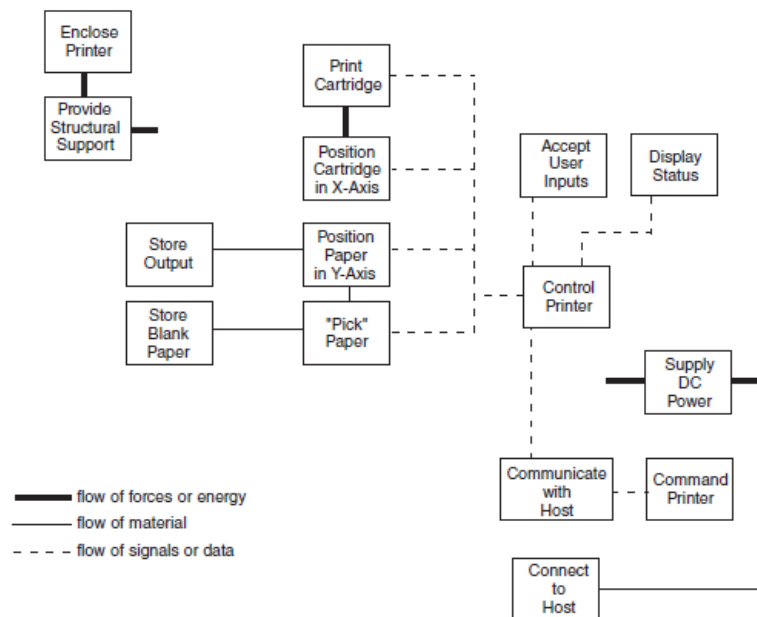 Enclose
Printer
Provide
Structural
Support
Print
Cartridge
Position
Cartridge
in X-Axis
Accept
User
Inputs
Display
Status
Store
Output
Position
Paper
in Y-Axis
Control
Printer
Store
Blank
Paper
"Pick"
Paper
Supply
DC
Power
Communicate
with
Host
Command
Printer
flow of forces or energy
flow of material
flow of signals or data
Connect
to
Host